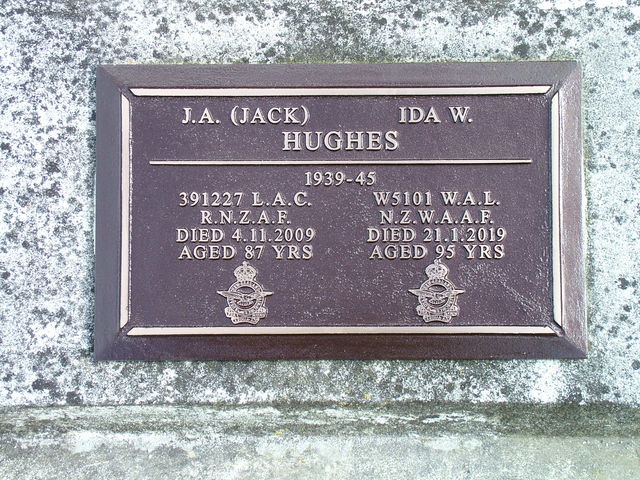 J.A. (JACK) IDA W.
HUGHES
1939-45
391227 L.A.C. W5101 W.A.L.
R.N.Z.A.F. N.Z.W.A.A.F.
DIED 4.11.2009 DIED 21.1.2019
AGED 87 YRS AGED 95 YRS